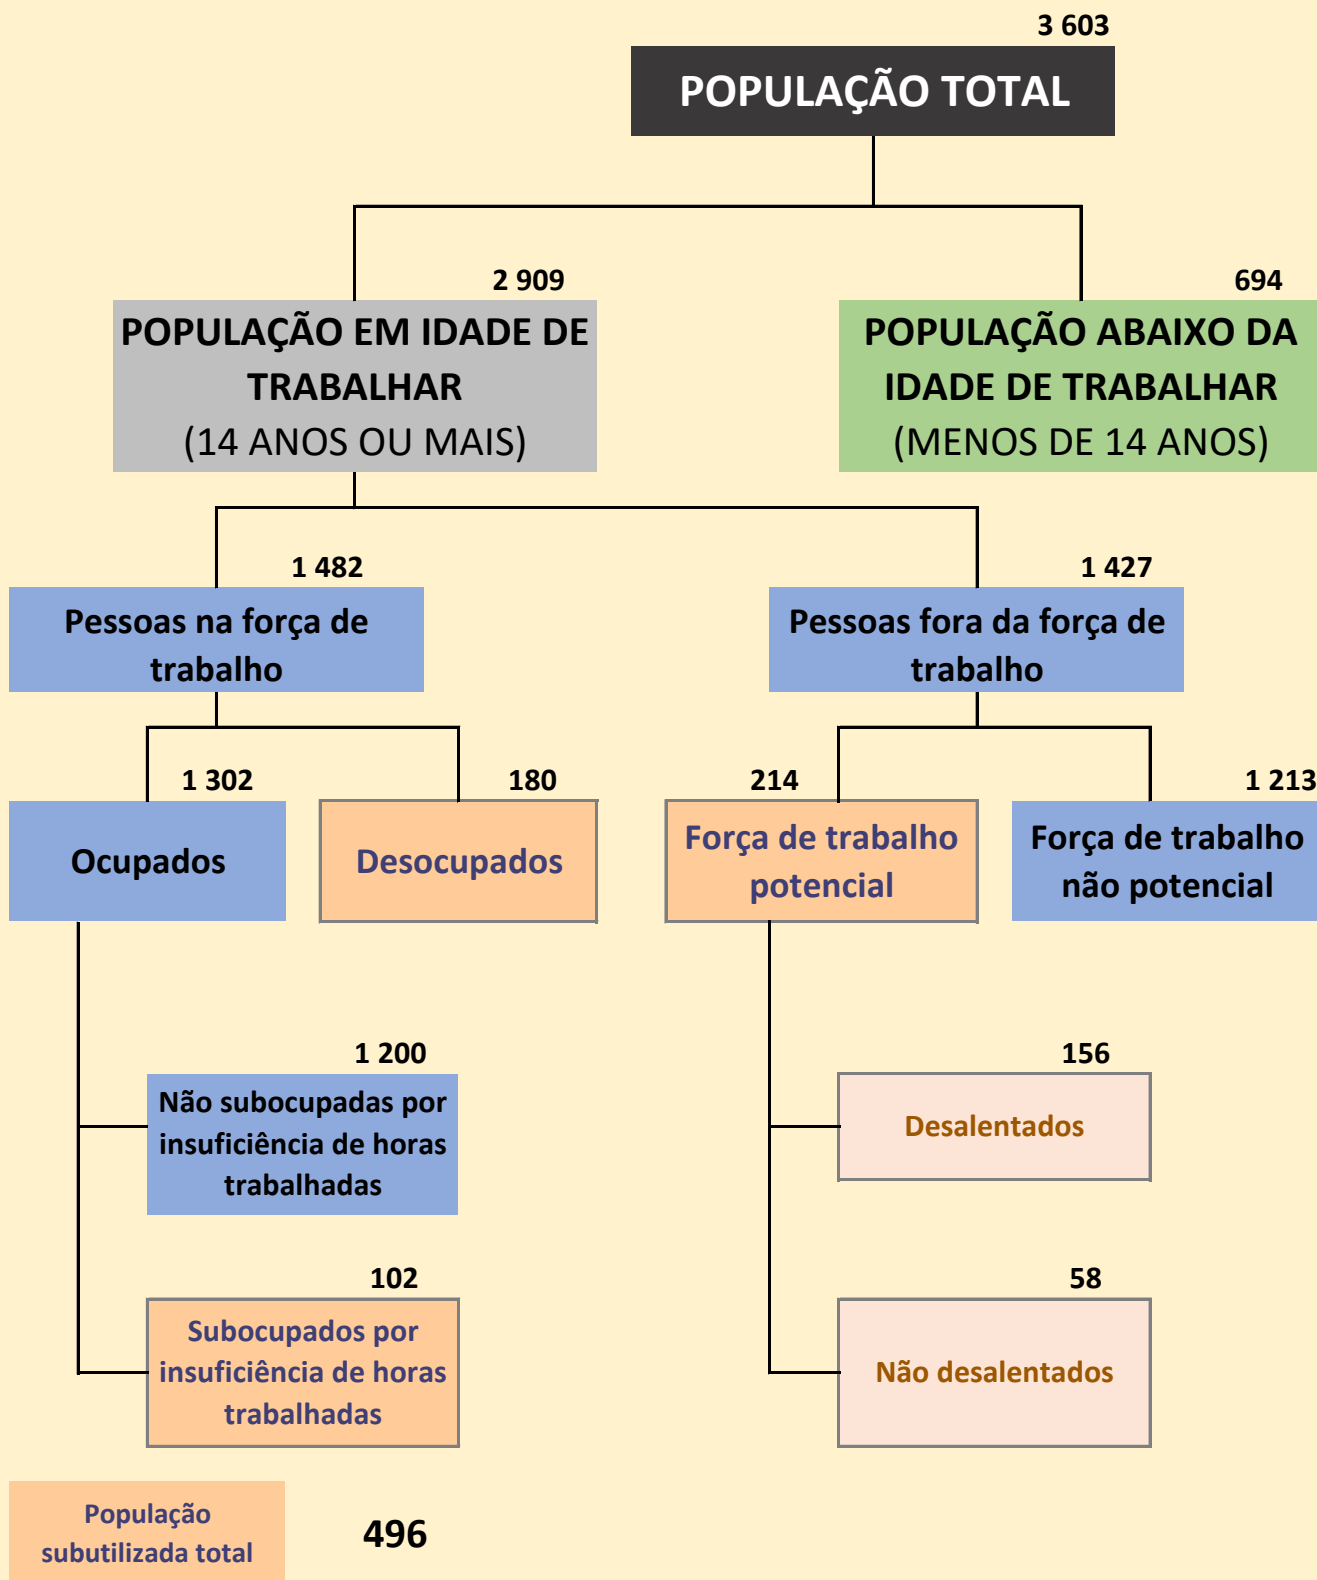 3 603
POPULAÇÃO TOTAL
2 909
POPULAÇÃO EM IDADE DE
TRABALHAR
(14 ANOS OU MAIS)
694
POPULAÇÃO ABAIXO DA
IDADE DE TRABALHAR
(MENOS DE 14 ANOS)
1 482
Pessoas na força de
trabalho
1 427
Pessoas fora da força de
trabalho
1 302
Ocupados
180
Desocupados
214
Força de trabalho
potencial
1 213
Força de trabalho
não potencial
1 200
Não subocupadas por
insuficiência de horas
trabalhadas
156
Desalentados
102
Subocupados por
insuficiência de horas
trabalhadas
58
Não desalentados
População
subutilizada total
496